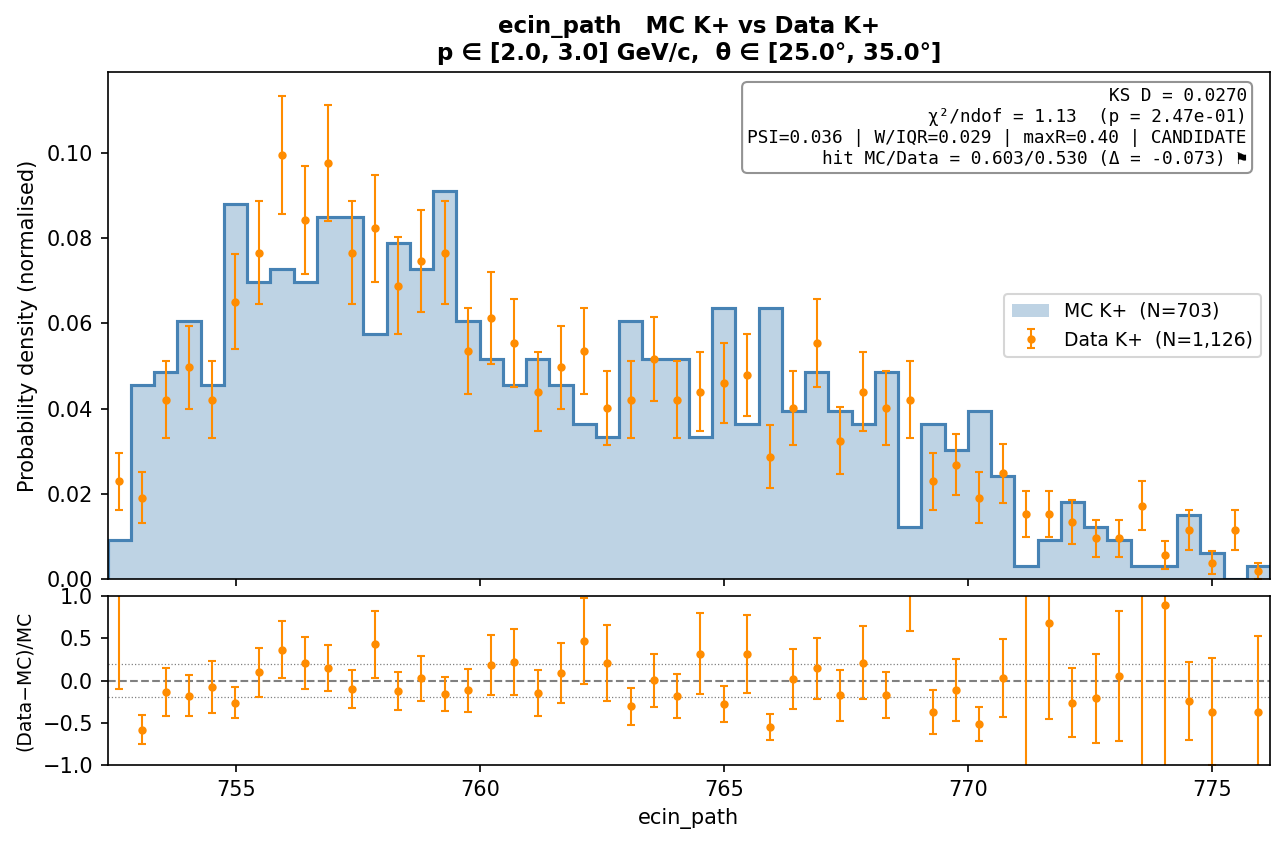 ecin_path   MC K+ vs Data K+
p ∈ [2.0, 3.0] GeV/c,  θ ∈ [25.0°, 35.0°]
KS D = 0.0270
χ²/ndof = 1.13  (p = 2.47e-01)
PSI=0.036 | W/IQR=0.029 | maxR=0.40 | CANDIDATE
hit MC/Data = 0.603/0.530 (Δ = -0.073) ⚑
MC K+  (N=703)
Data K+  (N=1,126)
Probability density (normalised)
0.10
0.08
0.06
0.04
0.02
0.00
(Data−MC)/MC
1.0
0.5
0.0
−0.5
−1.0
755
760
765
770
775
ecin_path